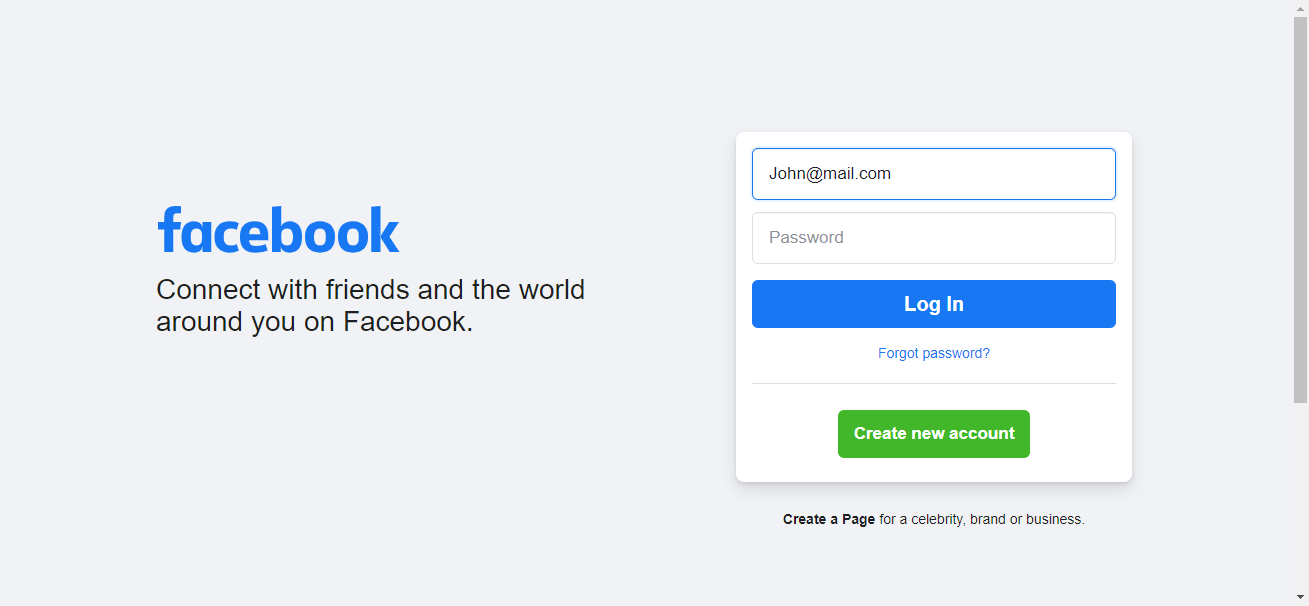 facebook
Connect with friends and the world
around you on Facebook.
John@mail.com
Password
Log In
Forgot password?
Create new account
Create a Page for a celebrity, brand or business.